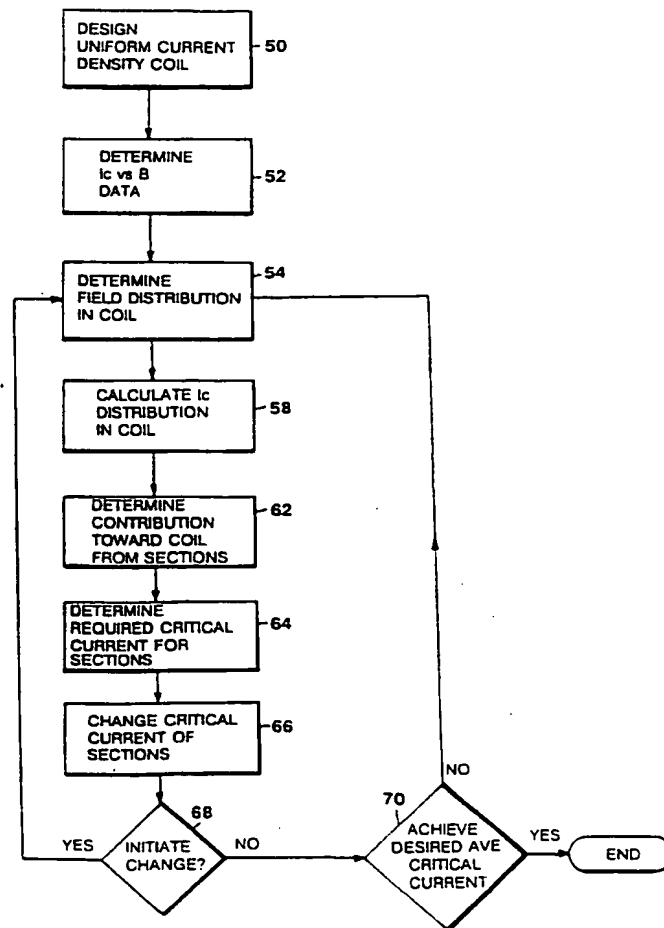 DESIGN
UNIFORM CURRENT
DENSITY COIL
50
DETERMINE
Ic vs B
DATA
52
DETERMINE
FIELD DISTRIBUTION
IN COIL
54
CALCULATE Ic
DISTRIBUTION
IN COIL
58
DETERMINE
CONTRIBUTION
TOWARD COIL
FROM SECTIONS
62
DETERMINE
REQUIRED CRITICAL
CURRENT FOR
SECTIONS
64
CHANGE CRITICAL
CURRENT OF
SECTIONS
66
68
YES
INITIATE
CHANGE?
NO
70
NO
ACHIEVE
DESIRED AVE
CRITICAL
CURRENT
YES
END